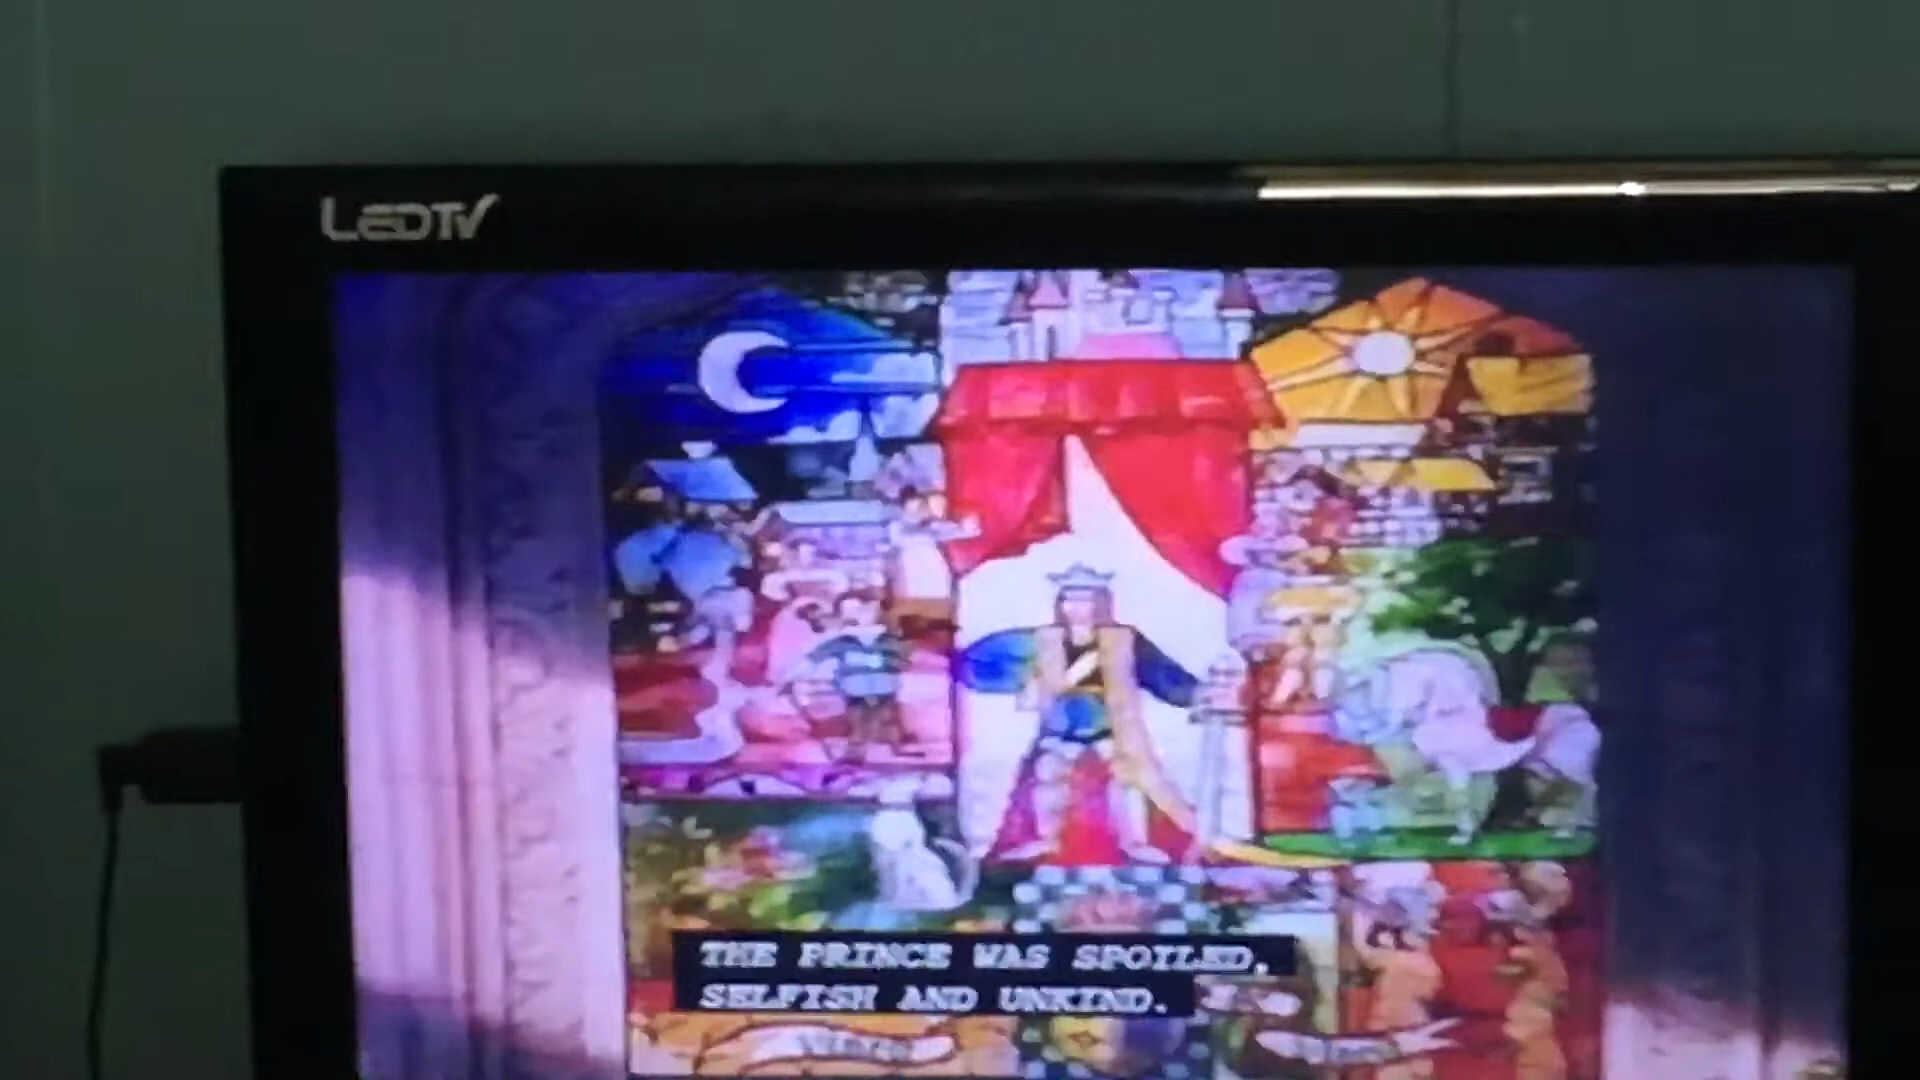 LEDTV
THE PRINCE WAS SPOILED,
SELFISH AND UNKIND.